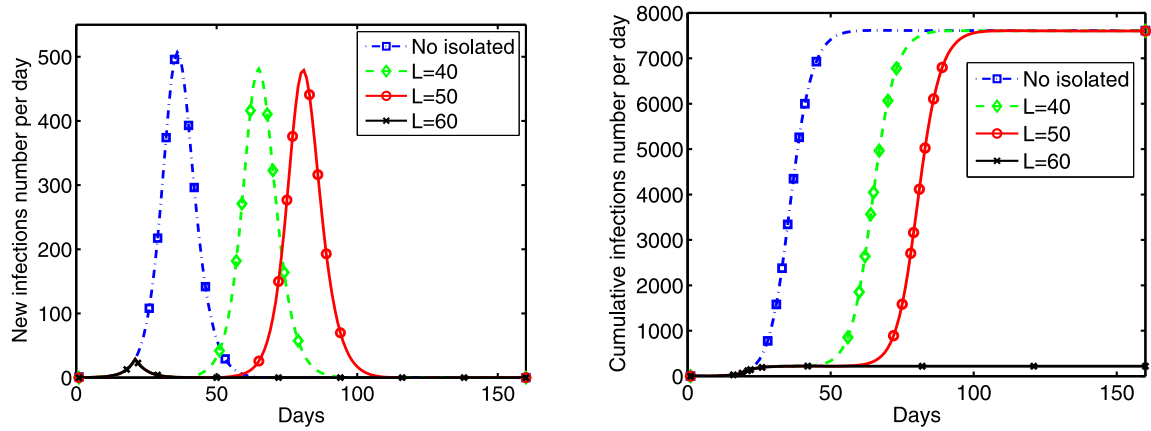 New infections number per day
500
400
300
200
100
0
0
50
100
150
Days
No isolated
L=40
L=50
L=60
Cumulative infections number per day
8000
7000
6000
5000
4000
3000
2000
1000
0
0
50
100
150
Days
No isolated
L=40
L=50
L=60